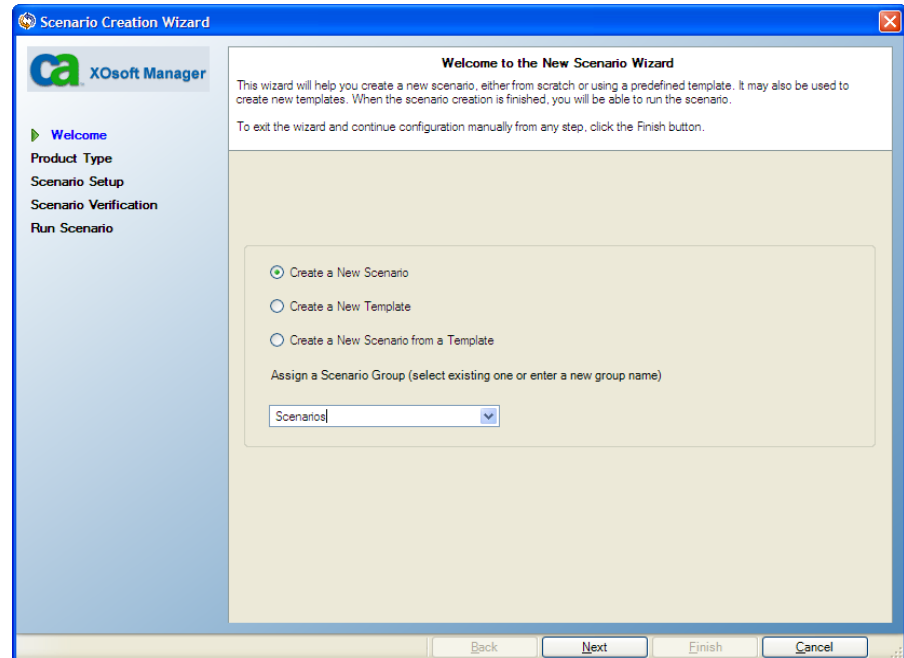 Scenario Creation Wizard
ca XOsoft Manager
Welcome
Product Type
Scenario Setup
Scenario Verification
Run Scenario
Welcome to the New Scenario Wizard
This wizard will help you create a new scenario, either from scratch or using a predefined template. It may also be used to
create new templates. When the scenario creation is finished, you will be able to run the scenario.
To exit the wizard and continue configuration manually from any step, click the Finish button.
Create a New Scenario
Create a New Template
Create a New Scenario from a Template
Assign a Scenario Group (select existing one or enter a new group name)
Scenarios
Back
Next
Finish
Cancel